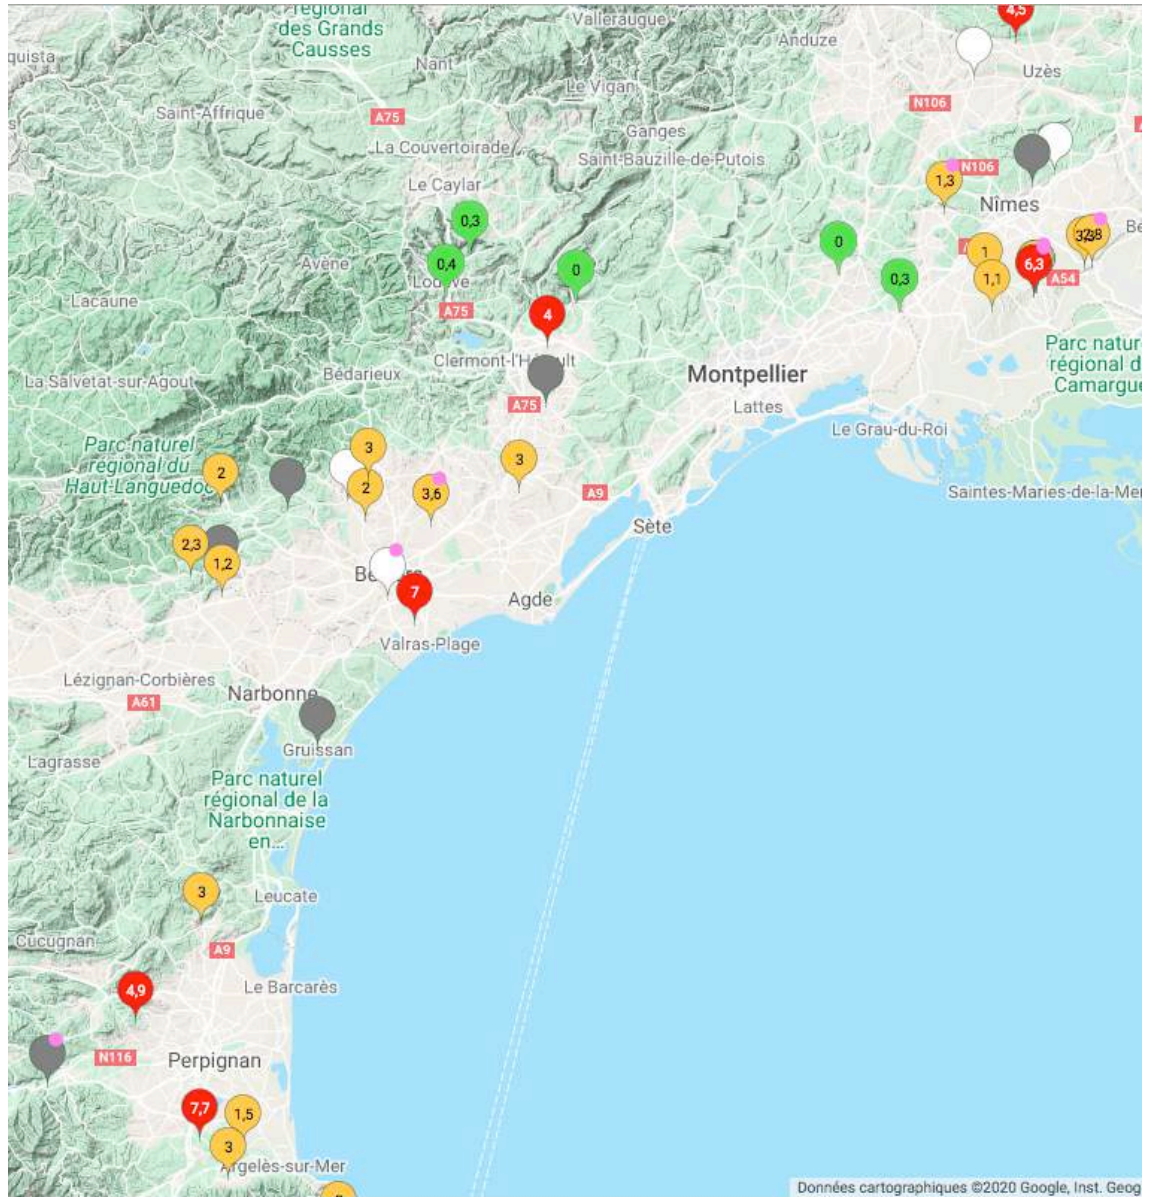 régional
des Grands
Causses
Valleraugue
4,5
Anduze
quista
Nant
Uzès
Le Vigan
N106
Saint-Affrique
A75
Ganges
La Couvertoirade
Saint-Bauzille-de-Putois
N106
Le Caylar
1,3
Nîmes
0,3
0
Bé
1
Avène
0,4
0
6,3
Lodève
0,3
1,1
A54
Lacaune
A75
4
Parc natur
régional d
Camargue
Clermont-l'Hérault
La Salvetat-sur-Agout
Bédarieux
Montpellier
A75
Lattes
Le Grau-du-Roi
Parc naturel
régional du
Haut-Languedoc
3
3
2
2
3,6
A9
Saintes-Maries-de-la-Mer
Sète
2,3
1,2
Béziers
7
Agde
Valras-Plage
Lézignan-Corbières
Narbonne
A61
Gruissan
Lagrasse
Parc naturel
régional de la
Narbonnaise
en...
3
Leucate
Cucugnan
A9
4,9
Le Barcarès
N116
Perpignan
7,7
1,5
3
Argelès-sur-Mer
Données cartographiques ©2020 Google, Inst. Geog